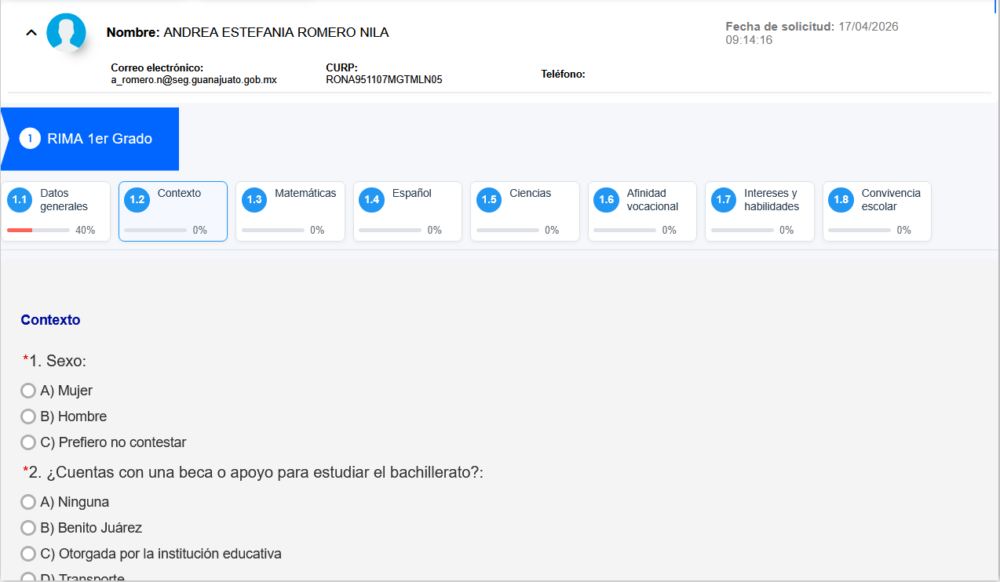 Nombre: ANDREA ESTEFANIA ROMERO NILA
Fecha de solicitud: 17/04/2026
09:14:16
Correo electrónico:
a_romero.n@seg.guanajuato.gob.mx
CURP:
RONA951107MGTMLN05
Teléfono:
1 RIMA 1er Grado
1.1 Datos generales
40%
1.2 Contexto
0%
1.3 Matemáticas
0%
1.4 Español
0%
1.5 Ciencias
0%
1.6 Afinidad vocacional
0%
1.7 Intereses y habilidades
0%
1.8 Convivencia escolar
0%
Contexto
*1. Sexo:
A) Mujer
B) Hombre
C) Prefiero no contestar
*2. ¿Cuentas con una beca o apoyo para estudiar el bachillerato?:
A) Ninguna
B) Benito Juárez
C) Otorgada por la institución educativa
D) Transporte